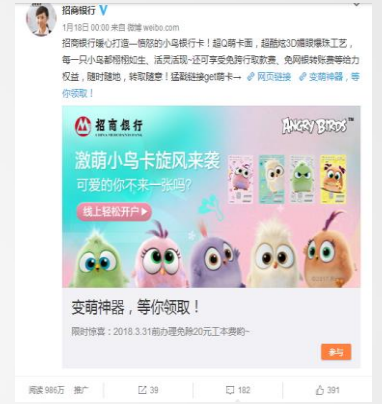 招商银行
1月18日 00:00 来自 微博 weibo.com
招商银行暖心打造—愤怒的小鸟银行卡！超Q萌卡面，超酷炫3D媚眼爆珠工艺，
每一只小鸟都栩栩如生、活灵活现~还可享受免跨行取款费、免网银转账费等给力
权益，随时随地，转取随意！猛戳链接get萌卡→ 网页链接 变萌神器，等
你领取！
招商银行
ANGRY BIRDS
激萌小鸟卡旋风来袭
可爱的你不来一张吗？
线上轻松开户
变萌神器，等你领取！
限时惊喜：2018.3.31前办理免除20元工本费哟~
参与
阅读 986万 推广 39 182 391